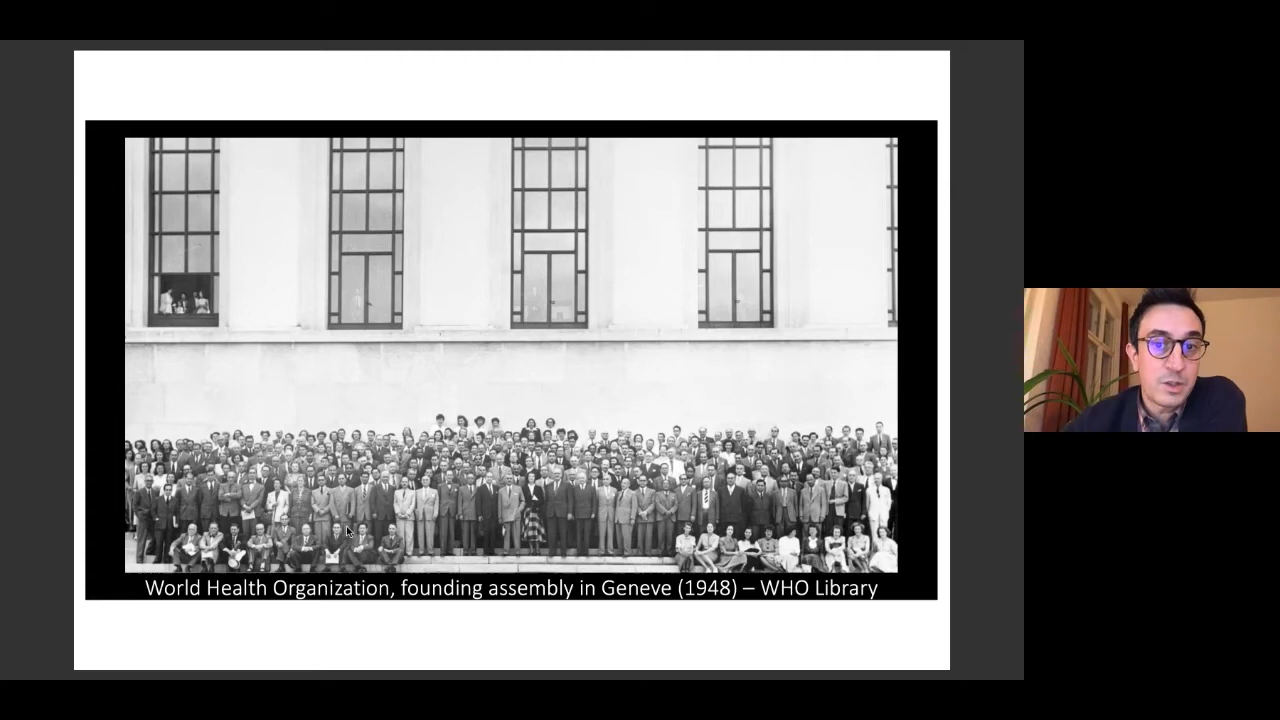 World Health Organization, founding assembly in Geneve (1948) – WHO Library